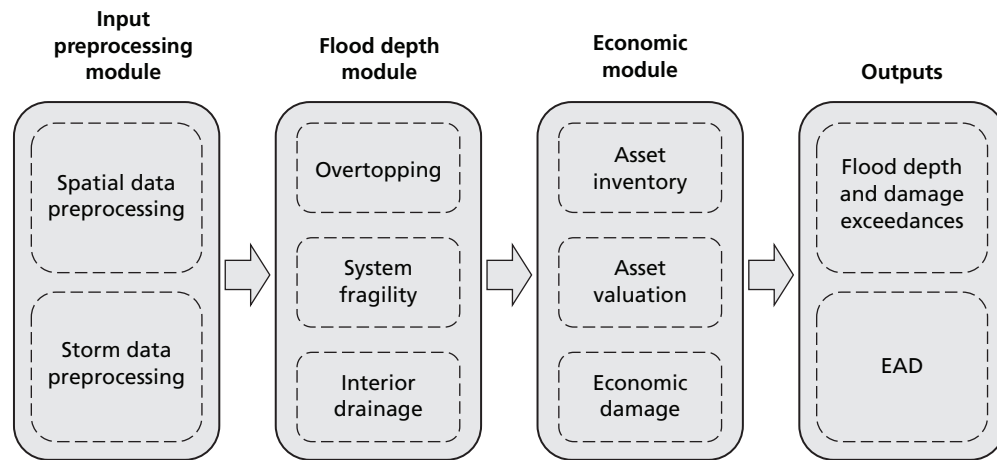 Input
preprocessing
module
Spatial data
preprocessing
Storm data
preprocessing
Flood depth
module
Overtopping
System
fragility
Interior
drainage
Economic
module
Asset
inventory
Asset
valuation
Economic
damage
Outputs
Flood depth
and damage
exceedances
EAD